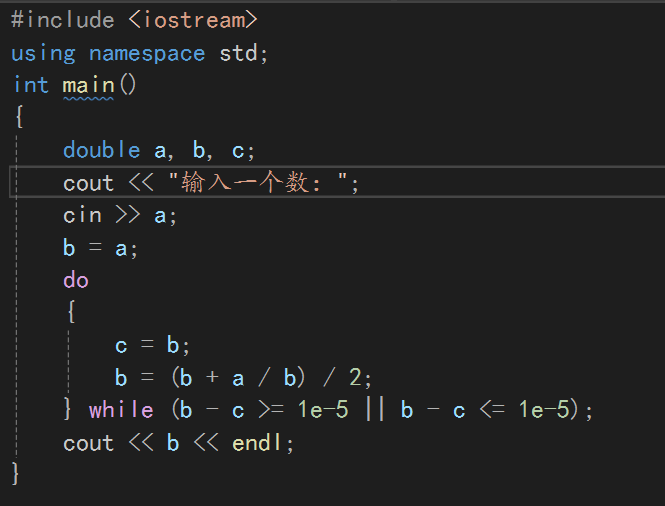 #include <iostream>
using namespace std;
int main()
{
double a, b, c;
cout << "输入一个数：";
cin >> a;
b = a;
do
{
c = b;
b = (b + a / b) / 2;
} while (b - c >= 1e-5 || b - c <= 1e-5);
cout << b << endl;
}